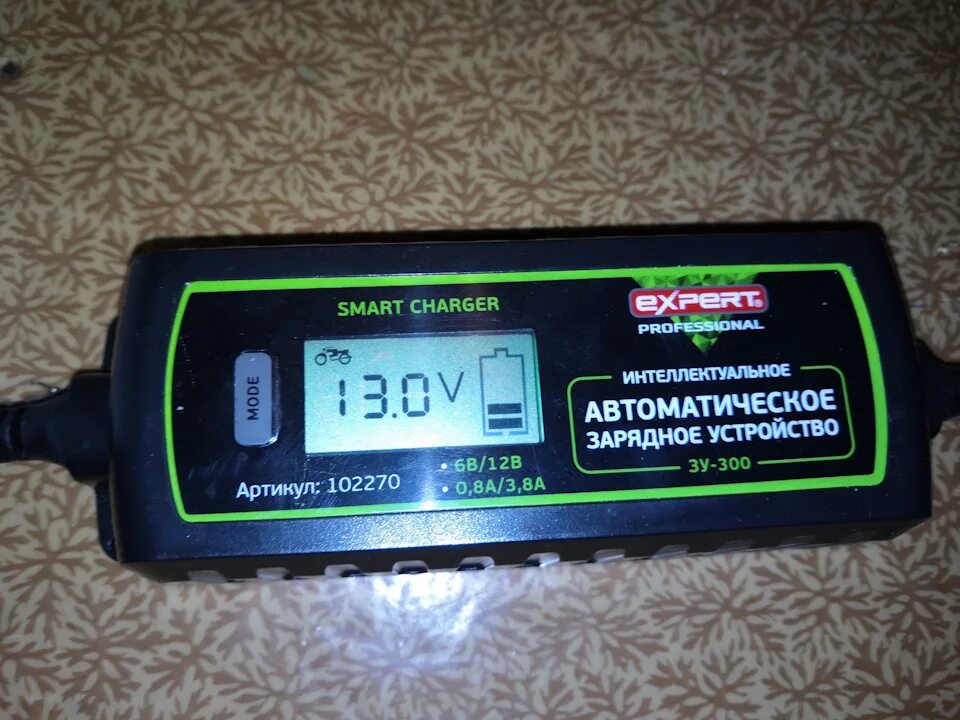 SMART CHARGER
eXPERT®
PROFESSIONAL
MODE
13.0 V
ИНТЕЛЛЕКТУАЛЬНОЕ
АВТОМАТИЧЕСКОЕ
ЗАРЯДНОЕ УСТРОЙСТВО
ЗУ-300
Артикул: 102270
• 6В/12В
• 0,8А/3,8А